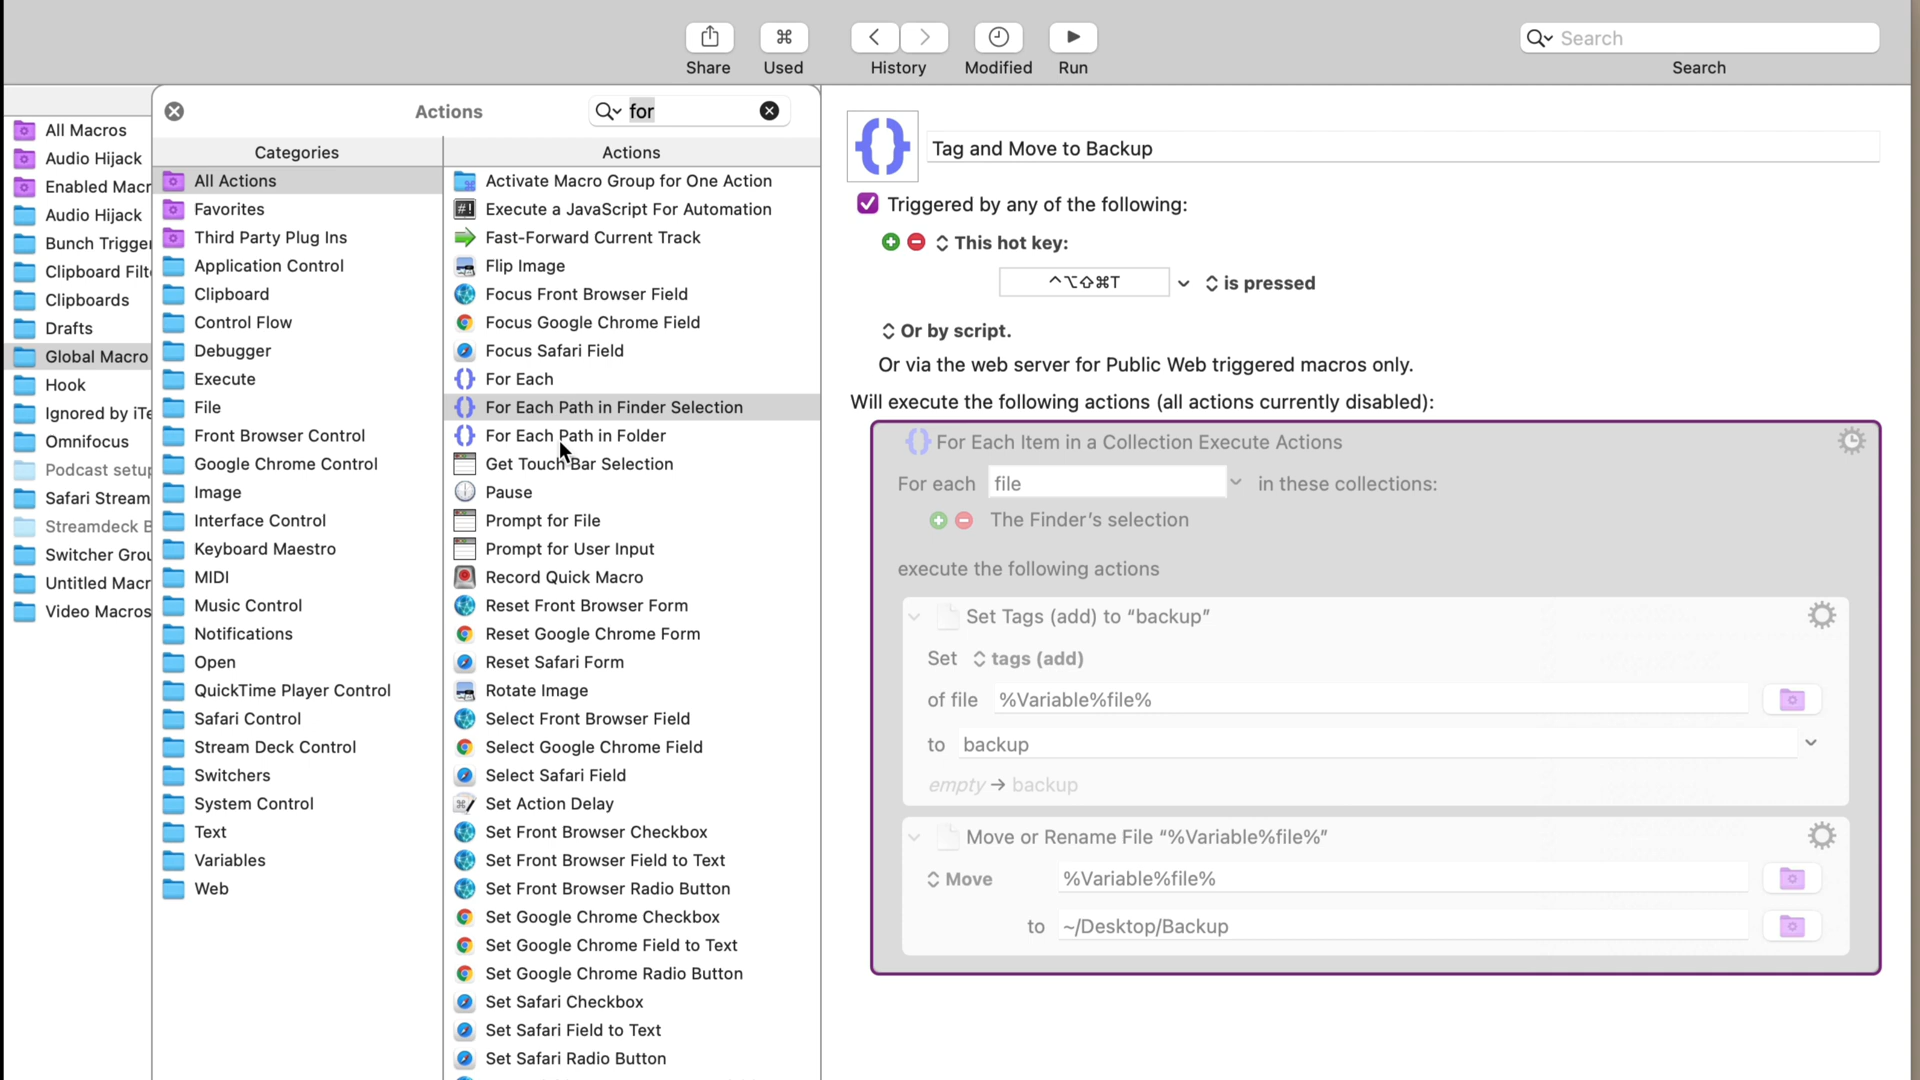 Share
Used
History
Modified
Run
Search
Search
All Macros
Audio Hijack
Enabled Macr
Audio Hijack
Bunch Trigge
Clipboard Filt
Clipboards
Drafts
Global Macro
Hook
Ignored by iTe
Omnifocus
Podcast setup
Safari Stream
Streamdeck B
Switcher Grou
Untitled Macr
Video Macros
Actions
for
Categories
All Actions
Favorites
Third Party Plug Ins
Application Control
Clipboard
Control Flow
Debugger
Execute
File
Front Browser Control
Google Chrome Control
Image
Interface Control
Keyboard Maestro
MIDI
Music Control
Notifications
Open
QuickTime Player Control
Safari Control
Stream Deck Control
Switchers
System Control
Text
Variables
Web
Actions
Activate Macro Group for One Action
Execute a JavaScript For Automation
Fast-Forward Current Track
Flip Image
Focus Front Browser Field
Focus Google Chrome Field
Focus Safari Field
For Each
For Each Path in Finder Selection
For Each Path in Folder
Get Touch Bar Selection
Pause
Prompt for File
Prompt for User Input
Record Quick Macro
Reset Front Browser Form
Reset Google Chrome Form
Reset Safari Form
Rotate Image
Select Front Browser Field
Select Google Chrome Field
Select Safari Field
Set Action Delay
Set Front Browser Checkbox
Set Front Browser Field to Text
Set Front Browser Radio Button
Set Google Chrome Checkbox
Set Google Chrome Field to Text
Set Google Chrome Radio Button
Set Safari Checkbox
Set Safari Field to Text
Set Safari Radio Button
Tag and Move to Backup
Triggered by any of the following:
This hot key:
⌃⌥⇧⌘T
is pressed
Or by script.
Or via the web server for Public Web triggered macros only.
Will execute the following actions (all actions currently disabled):
For Each Item in a Collection Execute Actions
For each file in these collections:
The Finder’s selection
execute the following actions
Set Tags (add) to “backup”
Set tags (add)
of file %Variable%file%
to backup
empty → backup
Move or Rename File “%Variable%file%”
Move %Variable%file%
to ~/Desktop/Backup